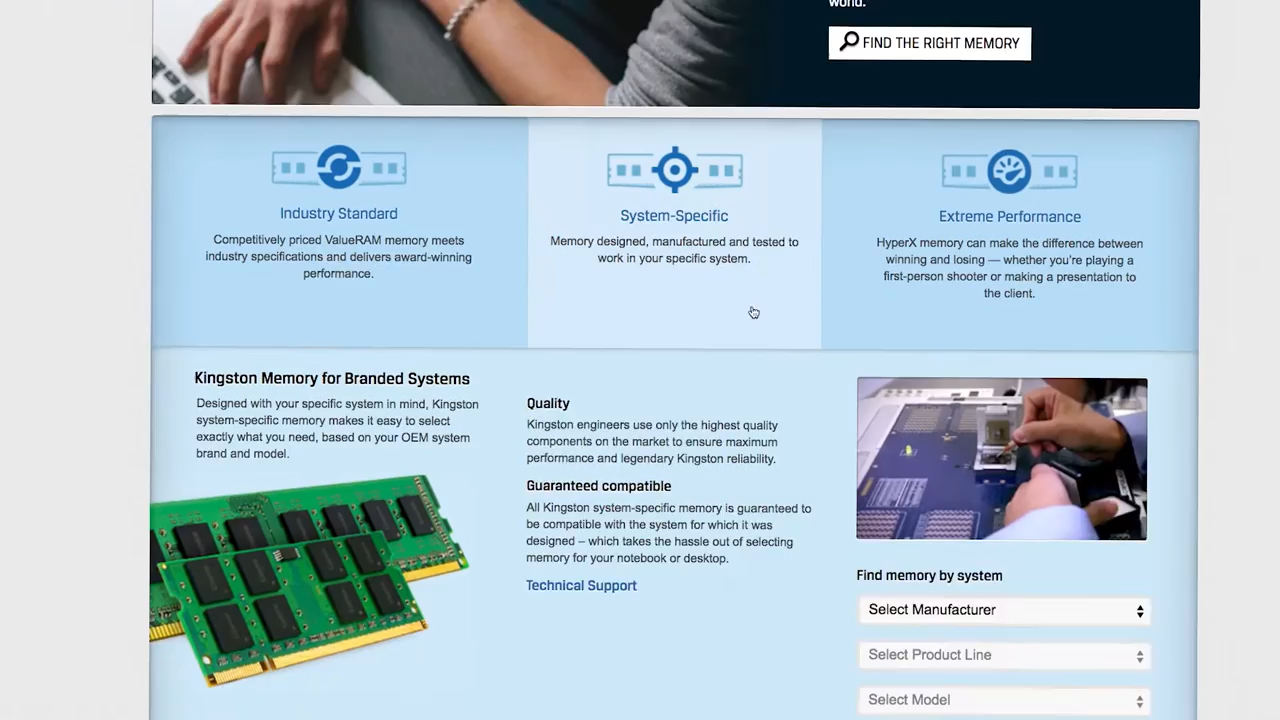 world.
FIND THE RIGHT MEMORY
Industry Standard
Competitively priced ValueRAM memory meets
industry specifications and delivers award-winning
performance.
System-Specific
Memory designed, manufactured and tested to
work in your specific system.
Extreme Performance
HyperX memory can make the difference between
winning and losing — whether you're playing a
first-person shooter or making a presentation to
the client.
Kingston Memory for Branded Systems
Designed with your specific system in mind, Kingston
system-specific memory makes it easy to select
exactly what you need, based on your OEM system
brand and model.
Quality
Kingston engineers use only the highest quality
components on the market to ensure maximum
performance and legendary Kingston reliability.
Guaranteed compatible
All Kingston system-specific memory is guaranteed to
be compatible with the system for which it was
designed – which takes the hassle out of selecting
memory for your notebook or desktop.
Technical Support
Find memory by system
Select Manufacturer
Select Product Line
Select Model